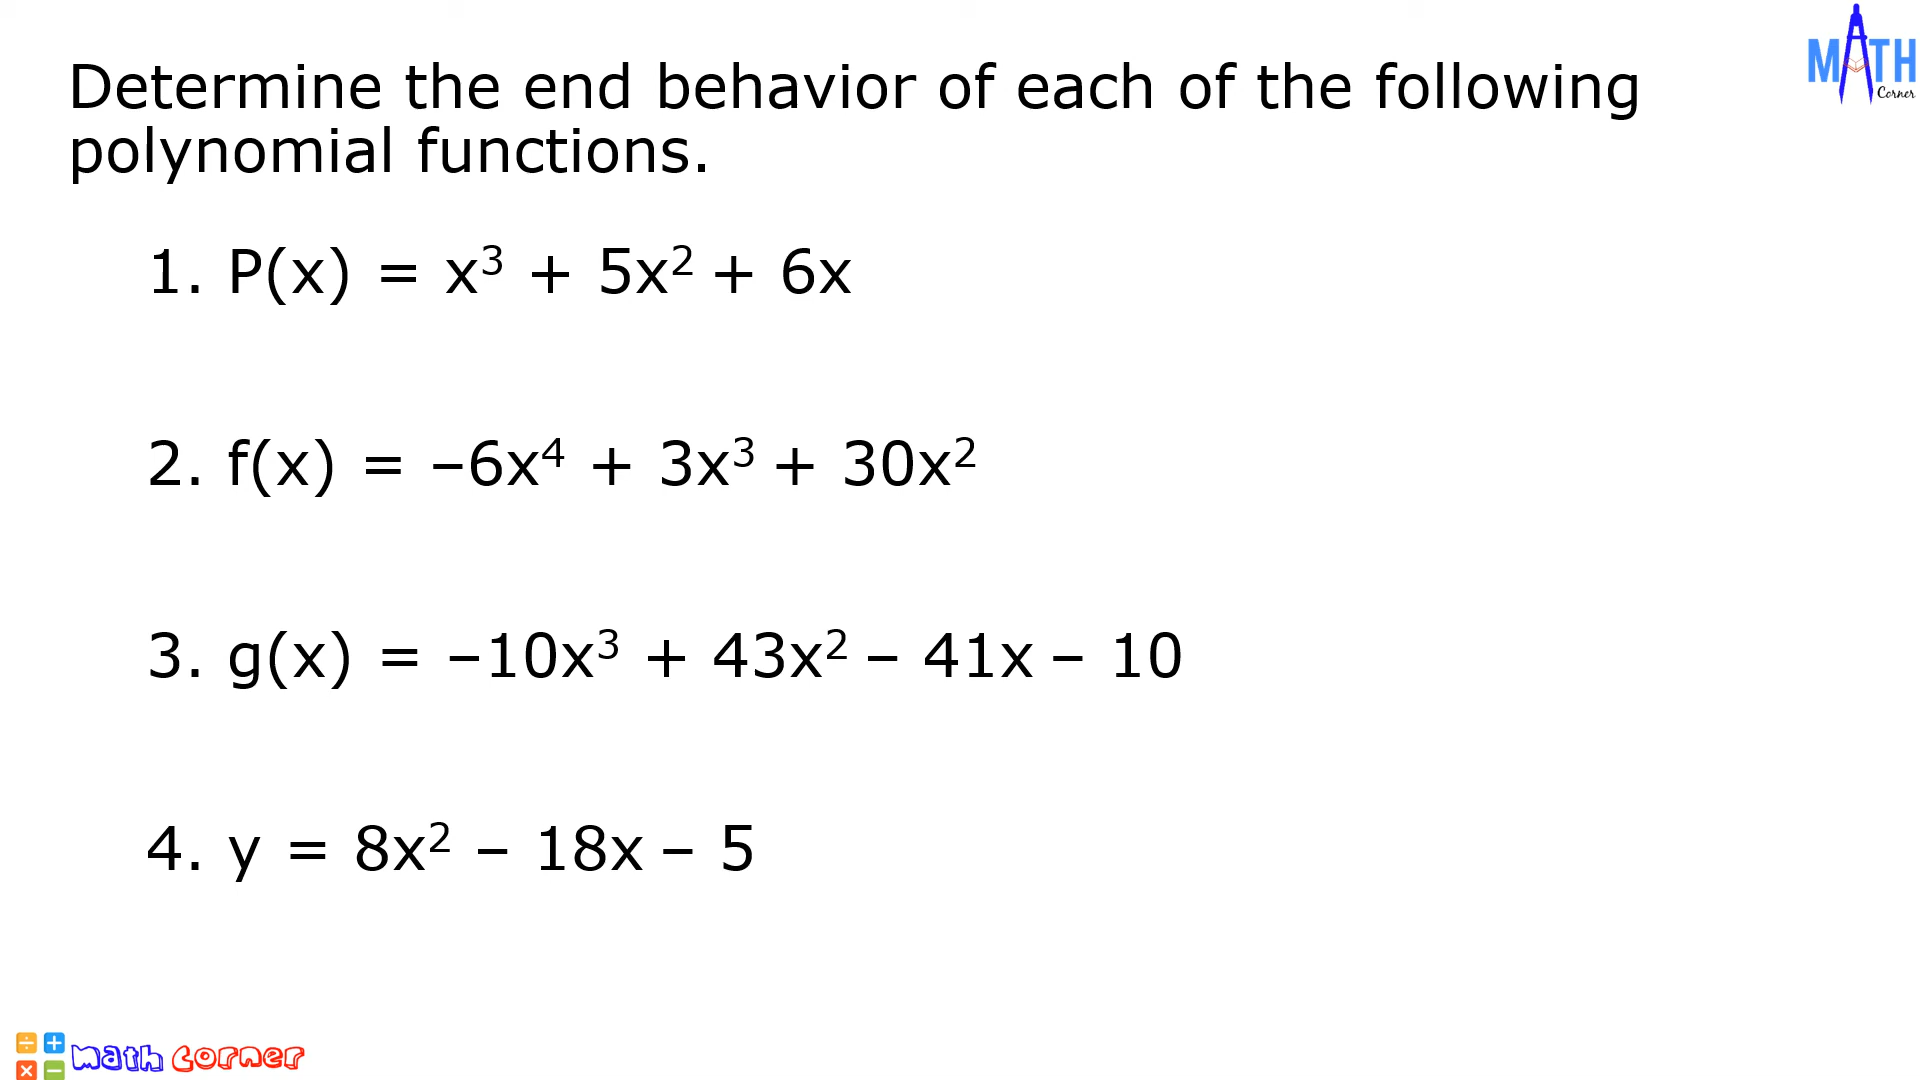 MATH
Corner
Determine the end behavior of each of the following
polynomial functions.
1. P(x) = x³ + 5x² + 6x
2. f(x) = –6x⁴ + 3x³ + 30x²
3. g(x) = –10x³ + 43x² – 41x – 10
4. y = 8x² – 18x – 5
÷ +
× –
math corner